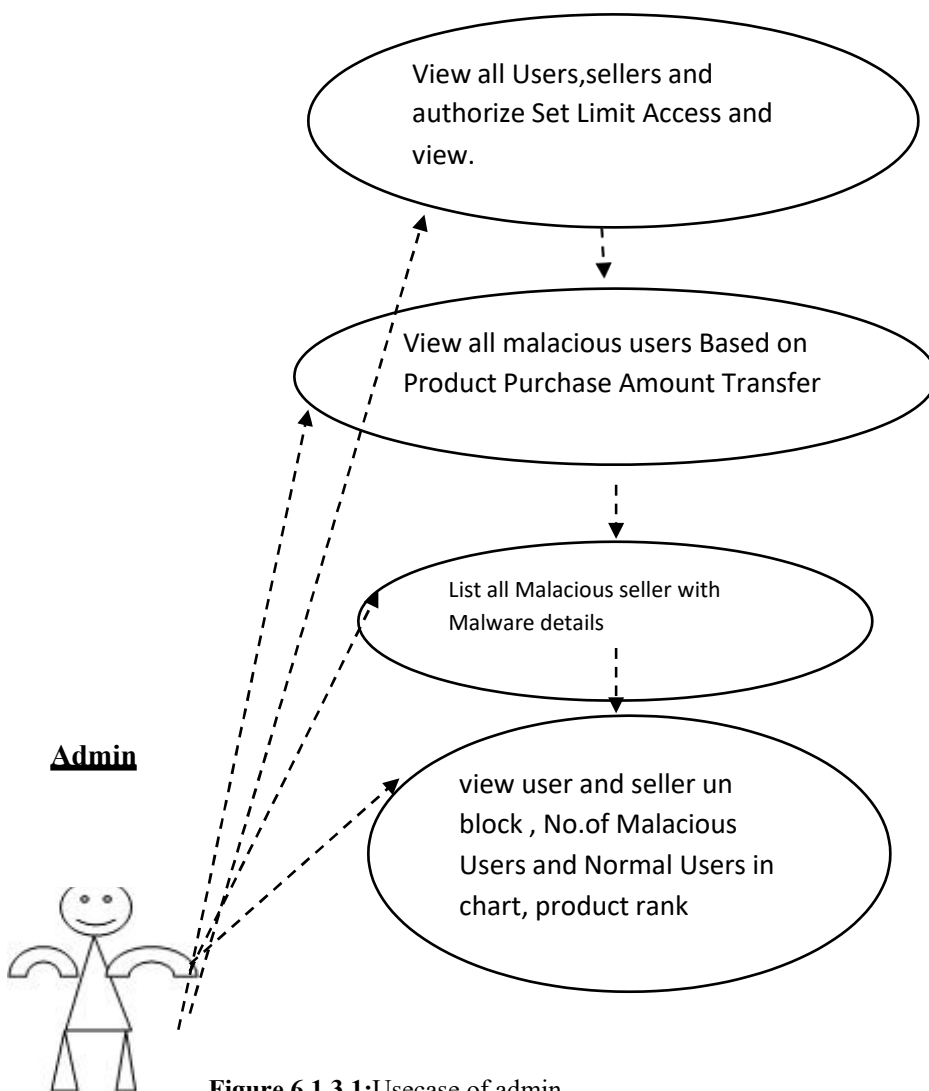 View all Users,sellers and
authorize Set Limit Access and
view.
View all malacious users Based on
Product Purchase Amount Transfer
List all Malacious seller with
Malware details
Admin
view user and seller un
block , No.of Malacious
Users and Normal Users in
chart, product rank
Figure 6.1.3.1:Usecase of admin